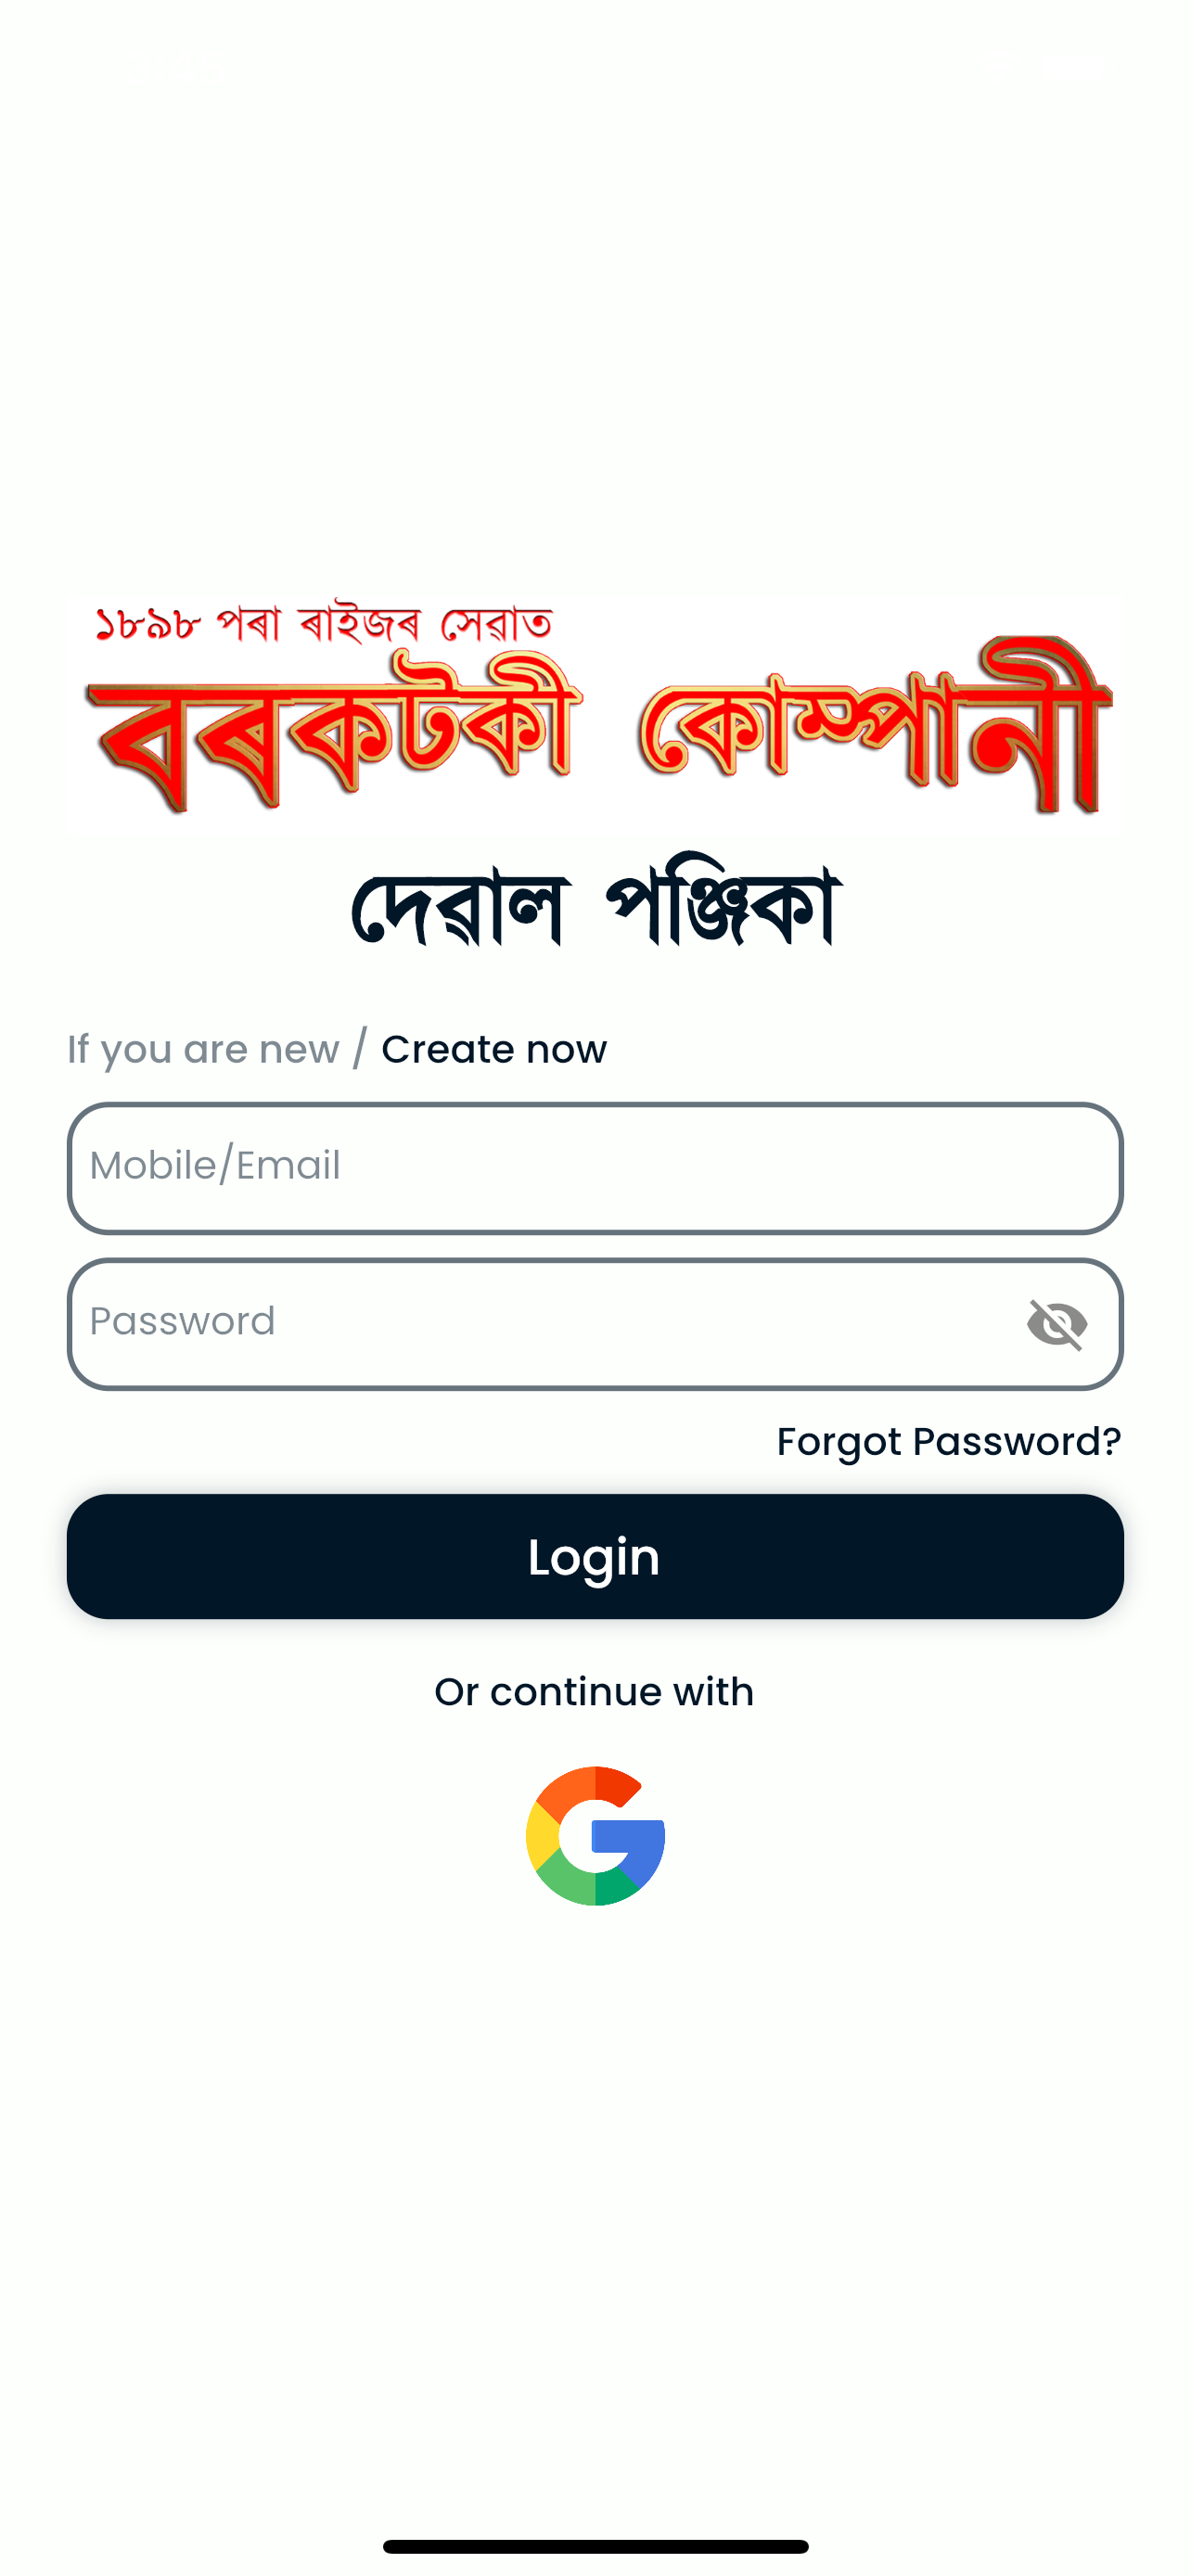 ১৮৯৮ পৰা ৰাইজৰ সেৱাত
বৰকটকী কোম্পানী
দেৱাল পঞ্জিকা
If you are new / Create now
Mobile/Email
Password
Forgot Password?
Login
Or continue with